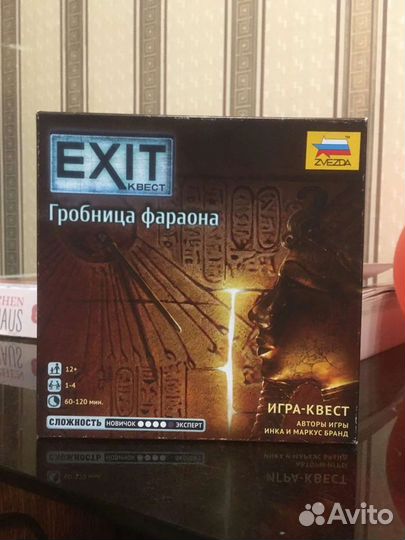 EXIT
КВЕСТ
ZVEZDA
Гробница фараона
12+
1-4
60-120 мин.
СЛОЖНОСТЬ НОВИЧОК ЭКСПЕРТ
ИГРА-КВЕСТ
АВТОРЫ ИГРЫ
ИНКА И МАРКУС БРАНД
Avito